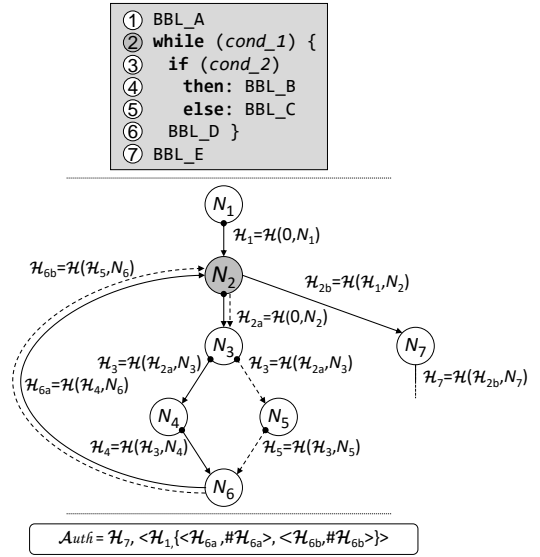 ① BBL_A
② while (cond_1) {
③ if (cond_2)
④ then: BBL_B
⑤ else: BBL_C
⑥ BBL_D }
⑦ BBL_E
N₁
ℋ₁=ℋ(0,N₁)
ℋ₆b=ℋ(ℋ₅,N₆)
N₂
ℋ₂b=ℋ(ℋ₁,N₂)
ℋ₂a=ℋ(0,N₂)
N₃
N₇
ℋ₃=ℋ(ℋ₂a,N₃)
ℋ₃=ℋ(ℋ₂a,N₃)
ℋ₇=ℋ(ℋ₂b,N₇)
ℋ₆a=ℋ(ℋ₄,N₆)
N₄
N₅
ℋ₄=ℋ(ℋ₃,N₄)
ℋ₅=ℋ(ℋ₃,N₅)
N₆
𝒜uth = ℋ₇, <ℋ₁,{<ℋ₆a ,#ℋ₆a>, <ℋ₆b,#ℋ₆b>}>